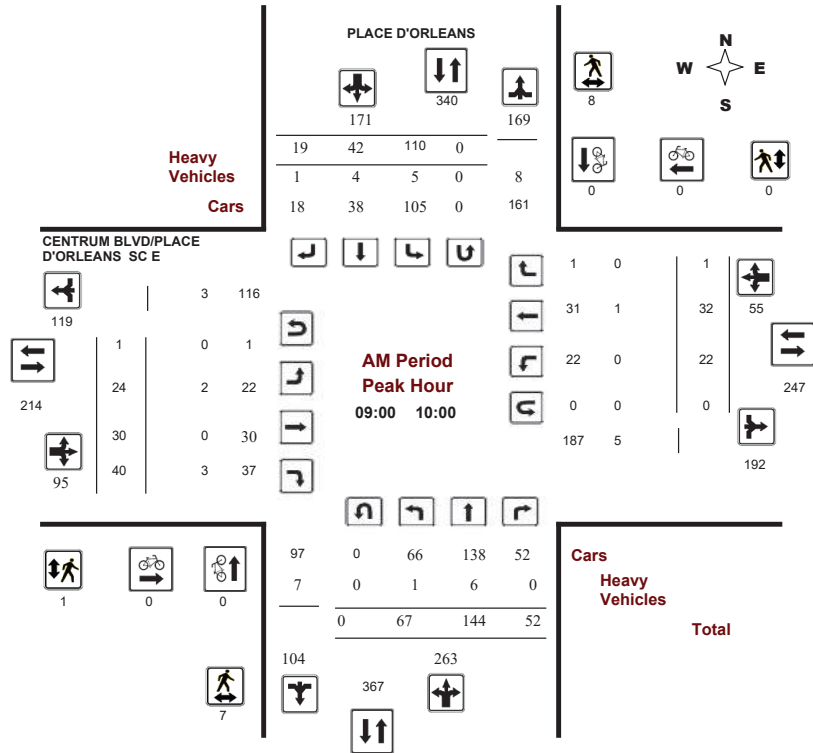 PLACE D'ORLEANS
N
W E
S
340
8
171 169
19 42 110 0
Heavy
Vehicles
1 4 5 0 8
0 0 0
Cars 18 38 105 0 161
CENTRUM BLVD/PLACE
D'ORLEANS SC E
1 0 1
3 116
119
31 1 32 55
1 0 1
AM Period
Peak Hour
09:00 10:00
22 0 22
24 2 22
214
247
0 0 0
30 0 30
187 5
40 3 37
95
192
97 0 66 138 52 Cars
7 0 1 6 0 Heavy
Vehicles
1 0 0
0 67 144 52 Total
104 263
367
7